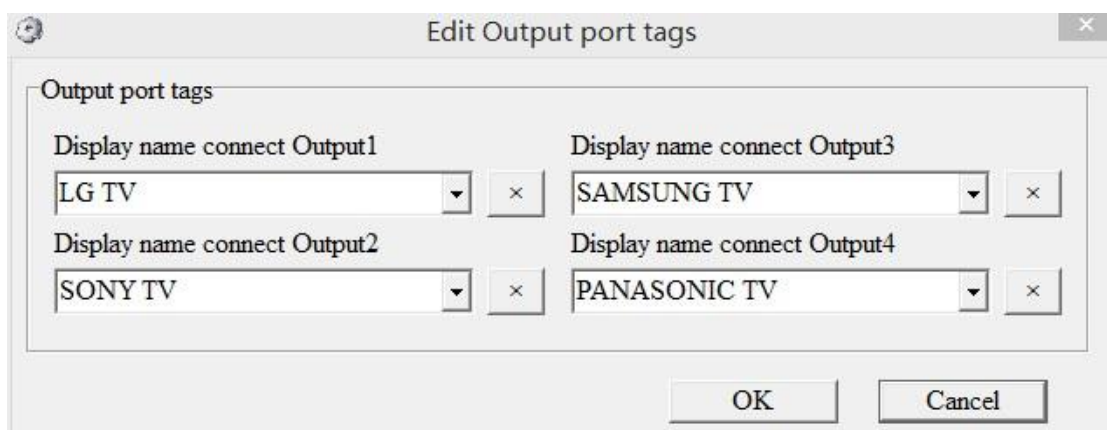 Edit Output port tags
Output port tags
Display name connect Output1
Display name connect Output3
LG TV
×
SAMSUNG TV
×
Display name connect Output2
Display name connect Output4
SONY TV
×
PANASONIC TV
×
OK
Cancel